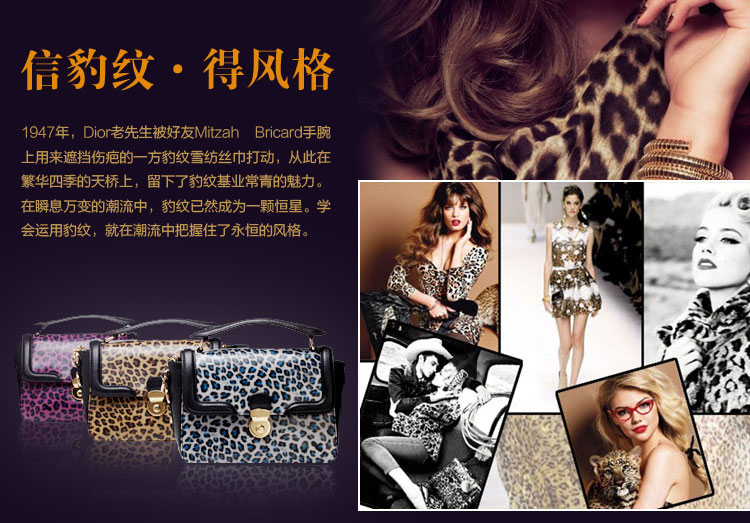 信豹纹·得风格
1947年，Dior老先生被好友Mitzah Bricard手腕
上用来遮挡伤疤的一方豹纹雪纺丝巾打动，从此在
繁华四季的天桥上，留下了豹纹基业常青的魅力。
在瞬息万变的潮流中，豹纹已然成为一颗恒星。学
会运用豹纹，就在潮流中把握住了永恒的风格。